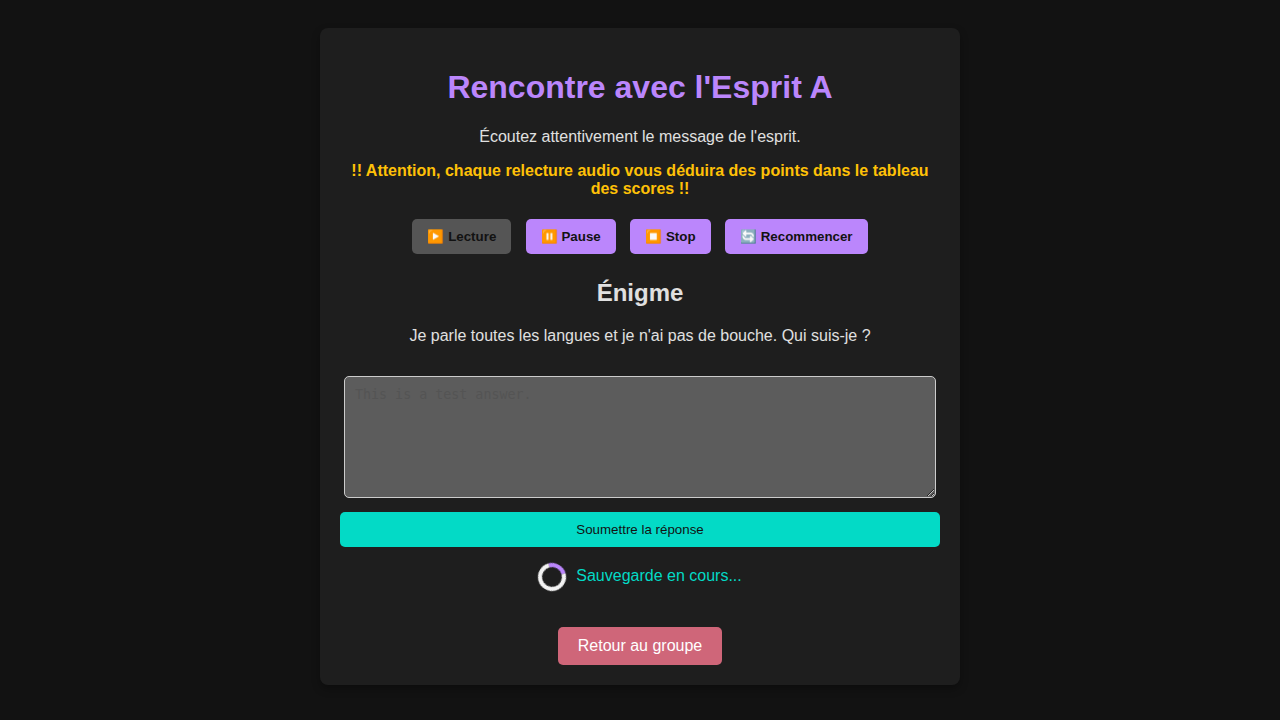 Rencontre avec l'Esprit A
Écoutez attentivement le message de l'esprit.
!! Attention, chaque relecture audio vous déduira des points dans le tableau
des scores !!
▶️ Lecture ⏸️ Pause ⏹️ Stop 🔄 Recommencer
Énigme
Je parle toutes les langues et je n'ai pas de bouche. Qui suis-je ?
This is a test answer.
Soumettre la réponse
Sauvegarde en cours...
Retour au groupe